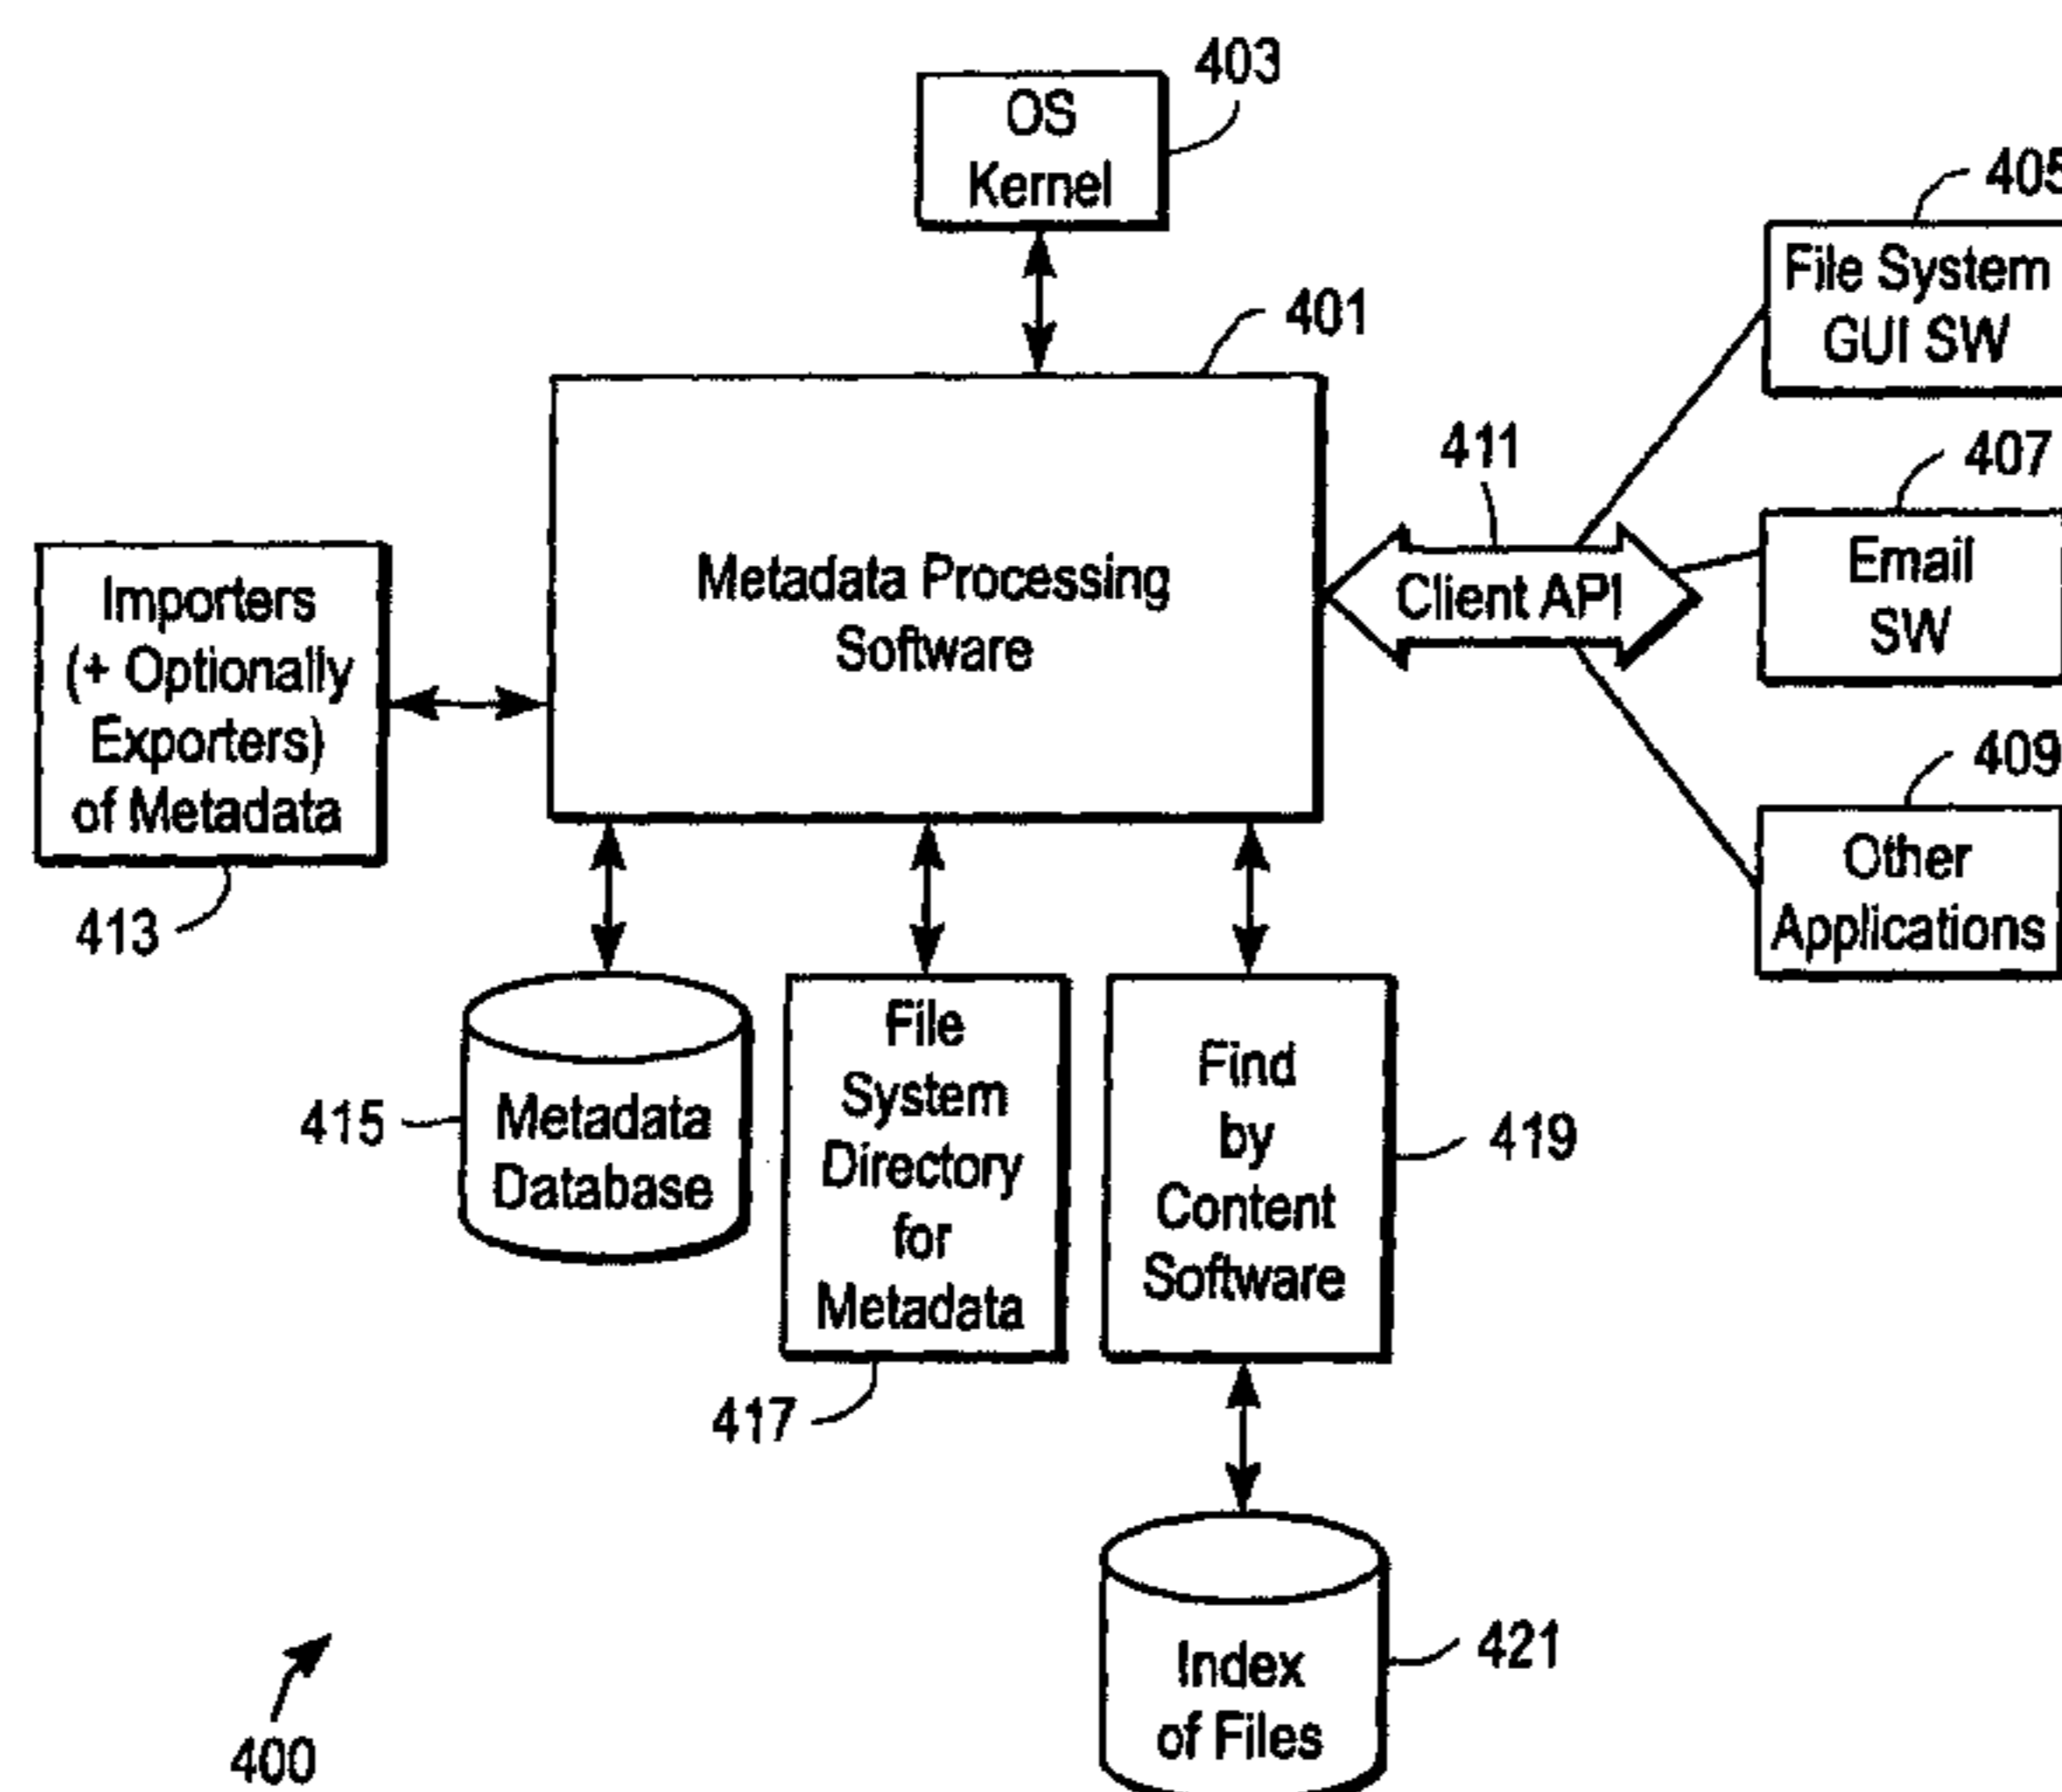 403
OS
Kernel
405
File System
GUI SW
401
411
407
Metadata Processing
Software
Client API
Email
SW
Importers
(+ Optionally
Exporters)
of Metadata
413
409
Other
Applications
415
Metadata
Database
File
System
Directory
for
Metadata
417
Find
by
Content
Software
419
421
Index
of Files
400